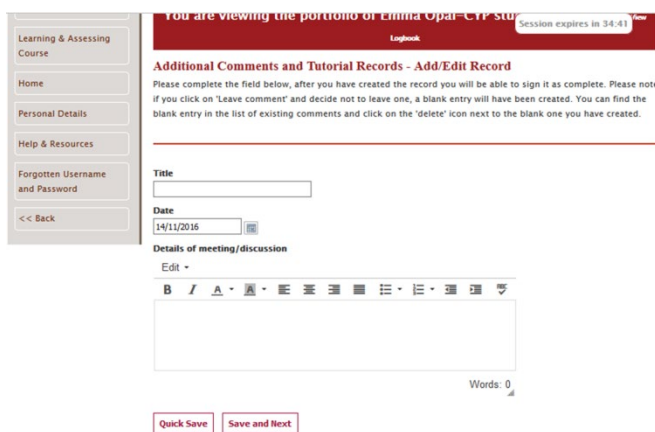 Learning & Assessing
Course
Home
Personal Details
Help & Resources
Forgotten Username
and Password
<< Back
You are viewing the portfolio of Emma Opal-CYP
Session expires in 34:41
View
Logbook
Additional Comments and Tutorial Records - Add/Edit Record
Please complete the field below, after you have created the record you will be able to sign it as complete. Please note
if you click on 'Leave comment' and decide not to leave one, a blank entry will have been created. You can find the
blank entry in the list of existing comments and click on the 'delete' icon next to the blank one you have created.
Title
Date
14/11/2016
Details of meeting/discussion
Edit
B I A A ABC
Words: 0
Quick Save Save and Next